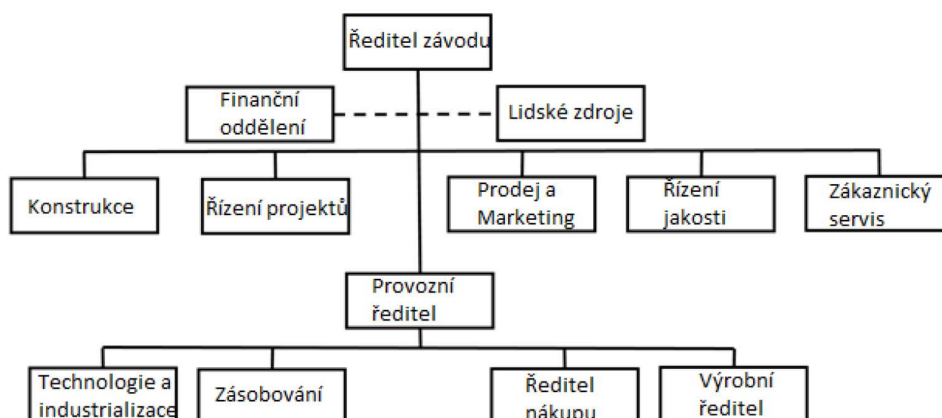 Ředitel závodu
Finanční
oddělení
Lidské zdroje
Konstrukce
Řízení projektů
Prodej a
Marketing
Řízení
jakosti
Zákaznický
servis
Provozní
ředitel
Technologie a
industrializace
Zásobování
Ředitel
nákupu
Výrobní
ředitel